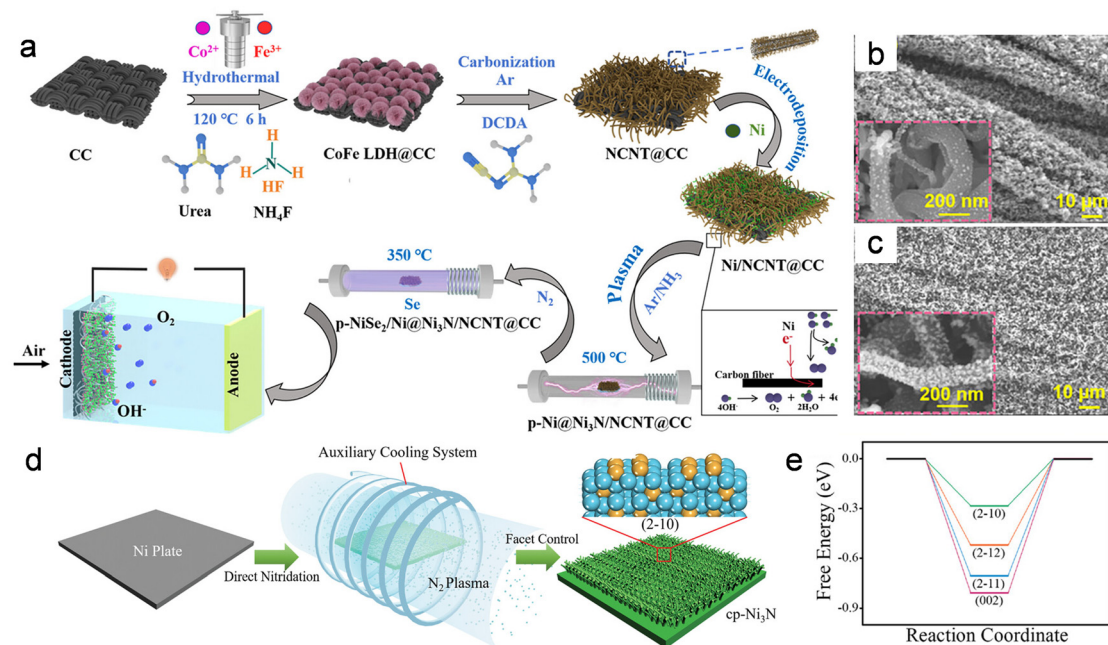 a
Co²⁺
Fe³⁺
Hydrothermal
120 °C 6 h
CC
Urea
H
N
H
H
HF
NH₄F
CoFe LDH@CC
Carbonization
Ar
DCDA
NCNT@CC
Electrodeposition
Ni
Ni/NCNT@CC
Plasma
Ar/NH₃
500 °C
p-Ni@Ni₃N/NCNT@CC
Ni
e⁻
Carbon fiber
4OH⁻
O₂
+
2H₂O
+
N₂
350 °C
Se
p-NiSe₂/Ni@Ni₃N/NCNT@CC
Air
Cathode
O₂
OH⁻
Anode
b
200 nm
10 μm
c
200 nm
10 μm
d
Ni Plate
Direct Nitridation
Auxiliary Cooling System
N₂ Plasma
Facet Control
(2-10)
cp-Ni₃N
e
Free Energy (eV)
0.0
-0.3
-0.6
-0.9
(2-10)
(2-12)
(2-11)
(002)
Reaction Coordinate